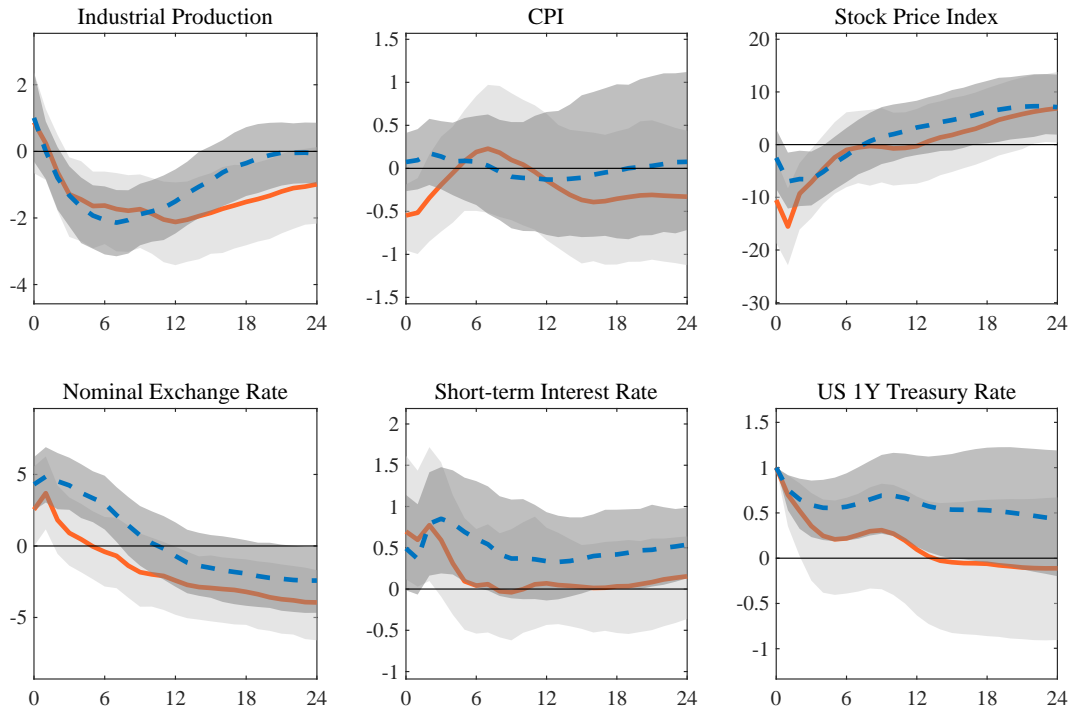 Industrial Production
CPI
Stock Price Index
2
0
-2
-4
0 6 12 18 24
1.5
1
0.5
0
-0.5
-1
-1.5
0 6 12 18 24
20
10
0
-10
-20
-30
0 6 12 18 24
Nominal Exchange Rate
Short-term Interest Rate
US 1Y Treasury Rate
5
0
-5
0 6 12 18 24
2
1.5
1
0.5
0
-0.5
-1
0 6 12 18 24
1.5
1
0.5
0
-0.5
-1
0 6 12 18 24